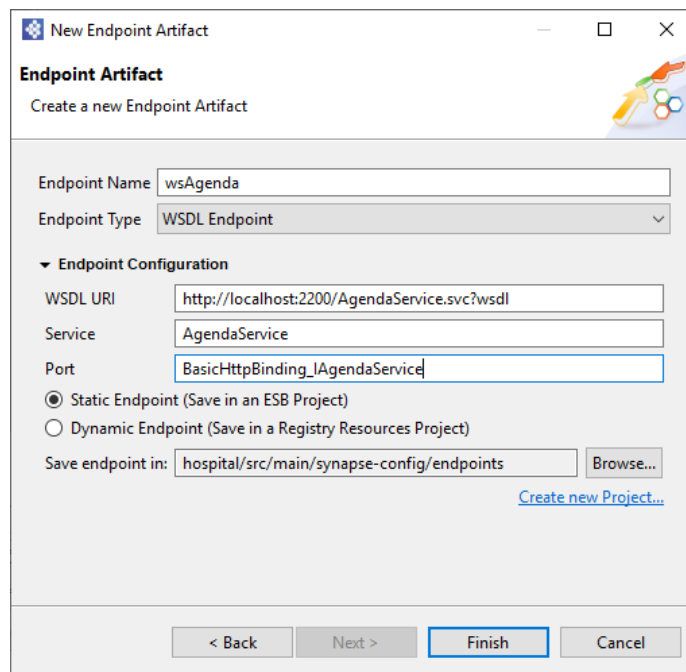 New Endpoint Artifact
Endpoint Artifact
Create a new Endpoint Artifact
Endpoint Name wsAgenda
Endpoint Type WSDL Endpoint
Endpoint Configuration
WSDL URI http://localhost:2200/AgendaService.svc?wsdl
Service AgendaService
Port BasicHttpBinding_IAgendaService
Static Endpoint (Save in an ESB Project)
Dynamic Endpoint (Save in a Registry Resources Project)
Save endpoint in: hospital/src/main/synapse-config/endpoints Browse...
Create new Project...
< Back Next > Finish Cancel